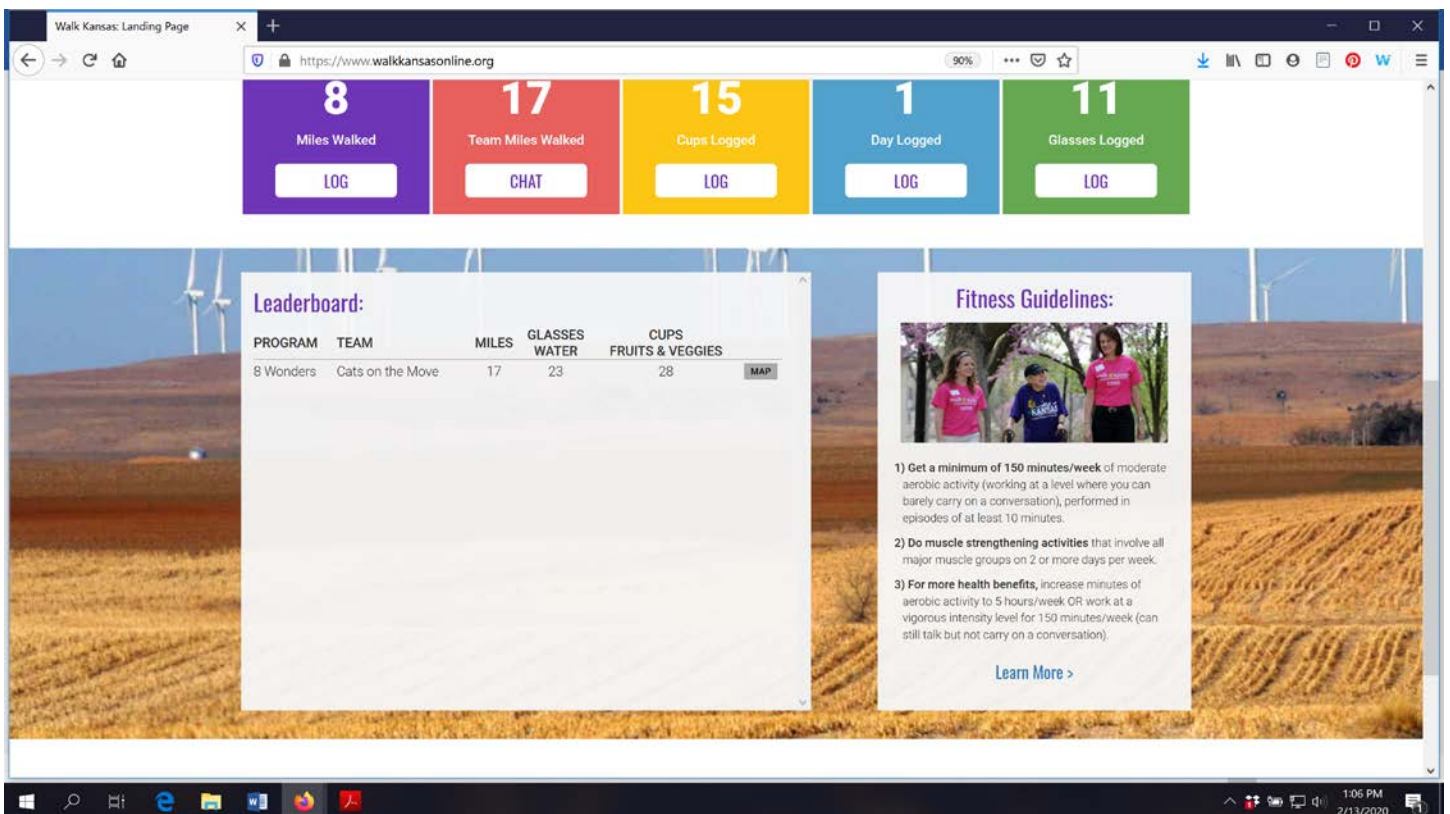 Walk Kansas: Landing Page
https://www.walkkansasonline.org
90%
8 17 15 1 11
Miles Walked Team Miles Walked Cups Logged Day Logged Glasses Logged
LOG CHAT LOG LOG LOG
Leaderboard:
PROGRAM TEAM MILES GLASSES WATER CUPS FRUITS & VEGGIES
8 Wonders Cats on the Move 17 23 28 MAP
Fitness Guidelines:
KANSAS
1) Get a minimum of 150 minutes/week of moderate
aerobic activity (working at a level where you can
barely carry on a conversation), performed in
episodes of at least 10 minutes.
2) Do muscle strengthening activities that involve all
major muscle groups on 2 or more days per week.
3) For more health benefits, increase minutes of
aerobic activity to 5 hours/week OR work at a
vigorous intensity level for 150 minutes/week (can
still talk but not carry on a conversation).
Learn More >
1:06 PM
2/13/2020